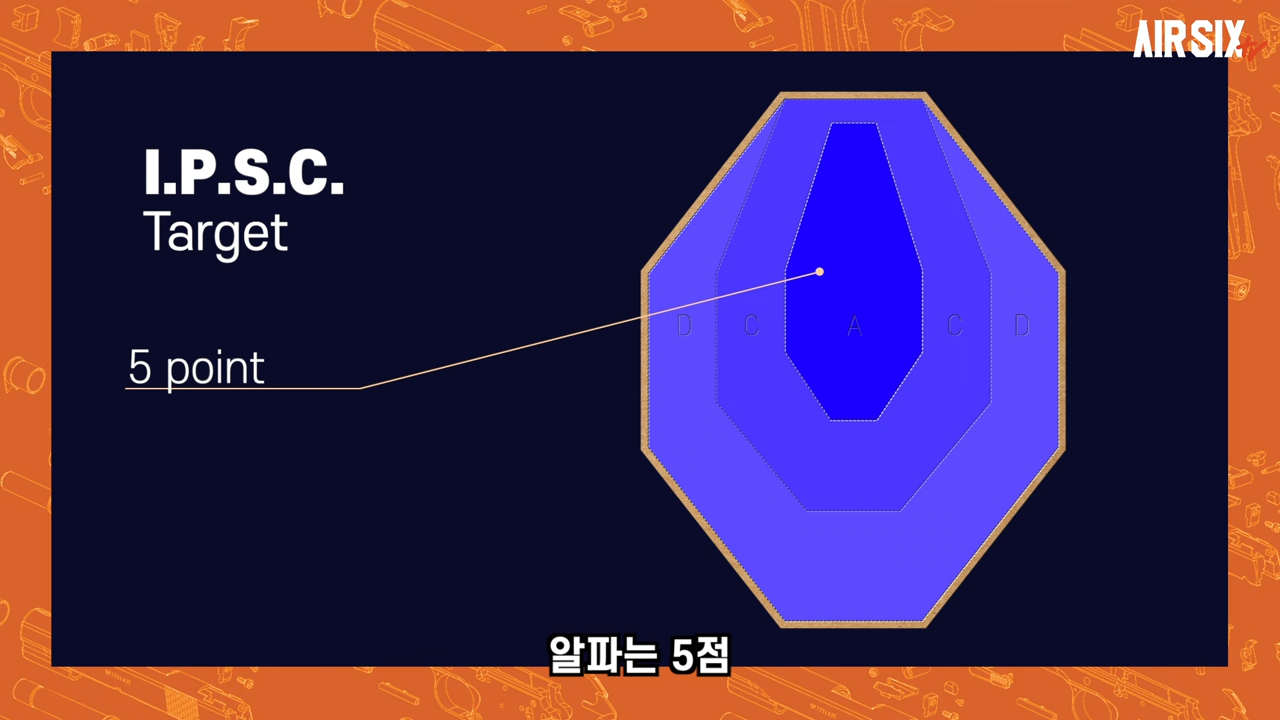 AIRSIX
I.P.S.C.
Target
5 point
D C A C D
알파는 5점